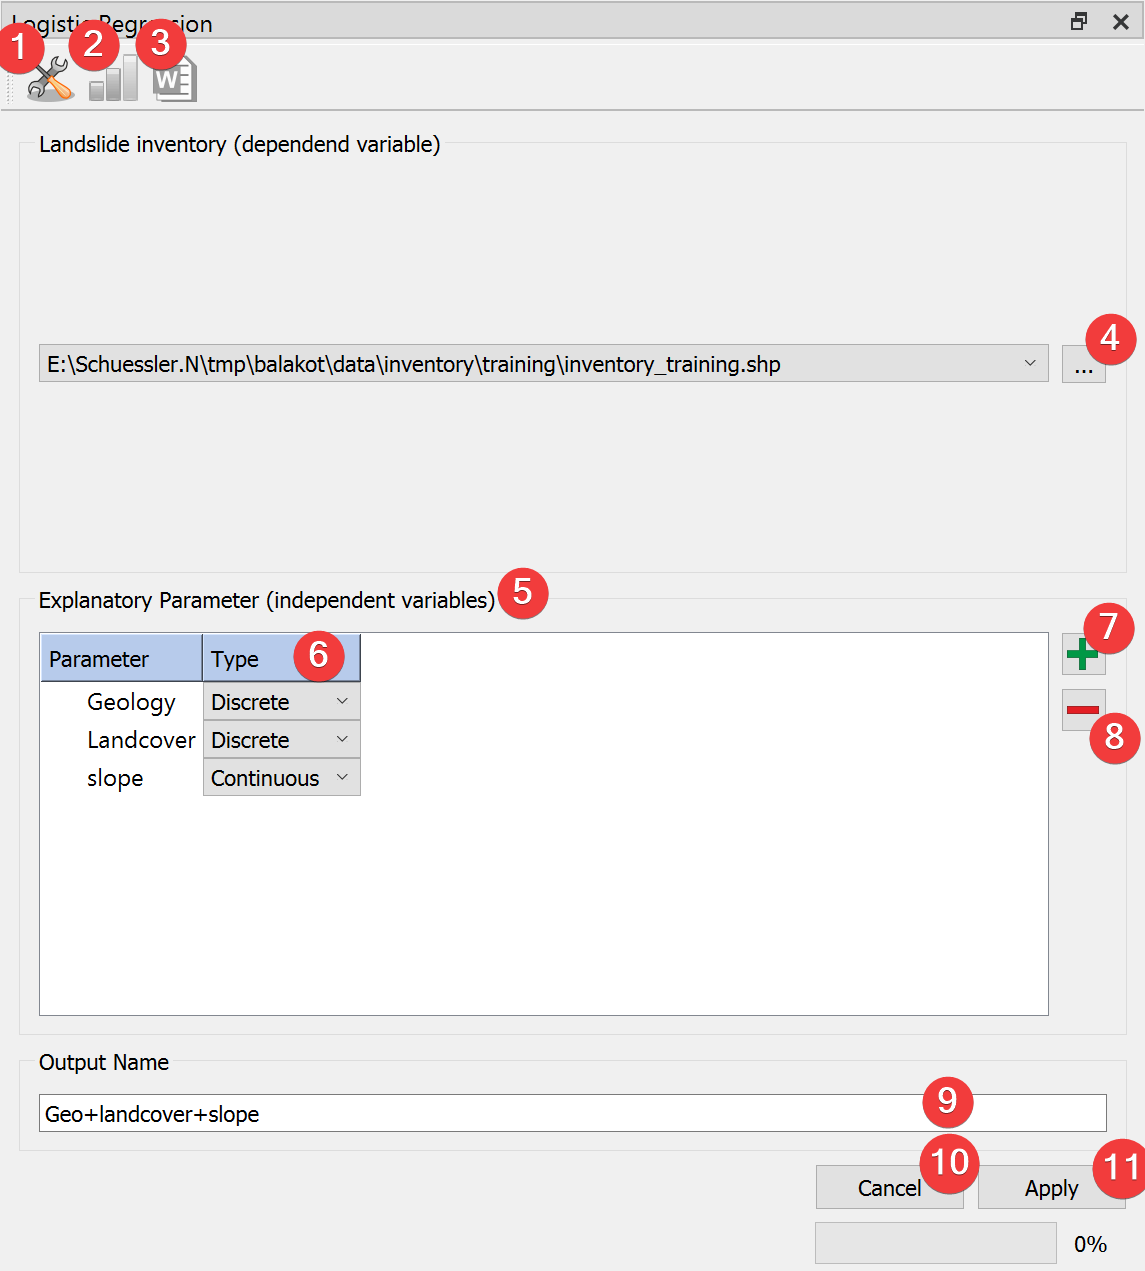 Logistic Regression
1 2 3
W
Landslide inventory (dependend variable)
4
E:\Schuessler.N\tmp\balakot\data\inventory\training\inventory_training.shp
...
Explanatory Parameter (independent variables) 5
Parameter Type 6
7
Geology Discrete
8
Landcover Discrete
slope Continuous
Output Name
Geo+landcover+slope 9
10 11
Cancel Apply
0%